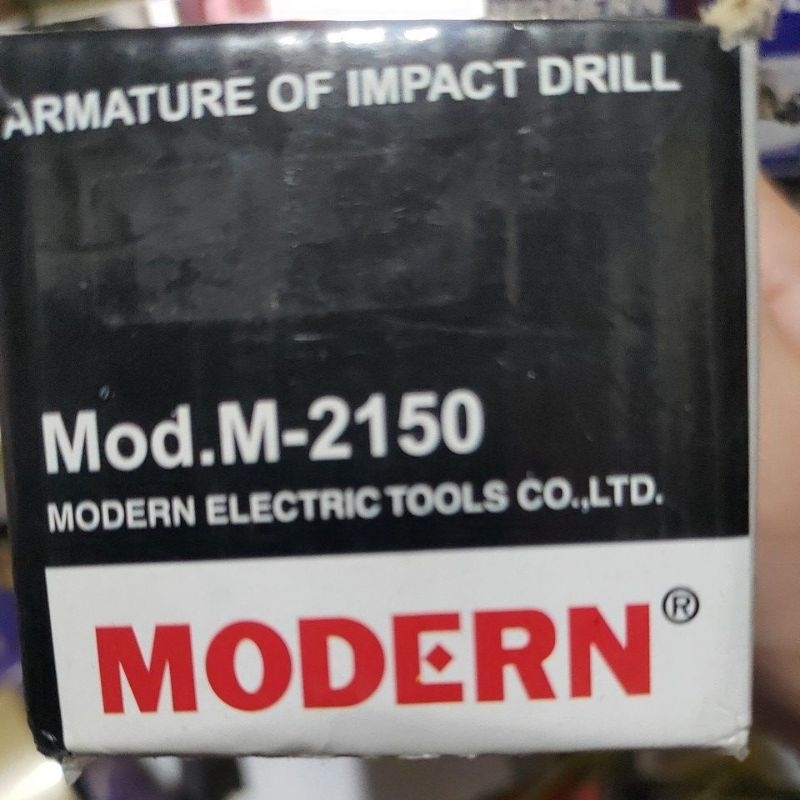 ARMATURE OF IMPACT DRILL
Mod.M-2150
MODERN ELECTRIC TOOLS CO.,LTD.
MODERN®